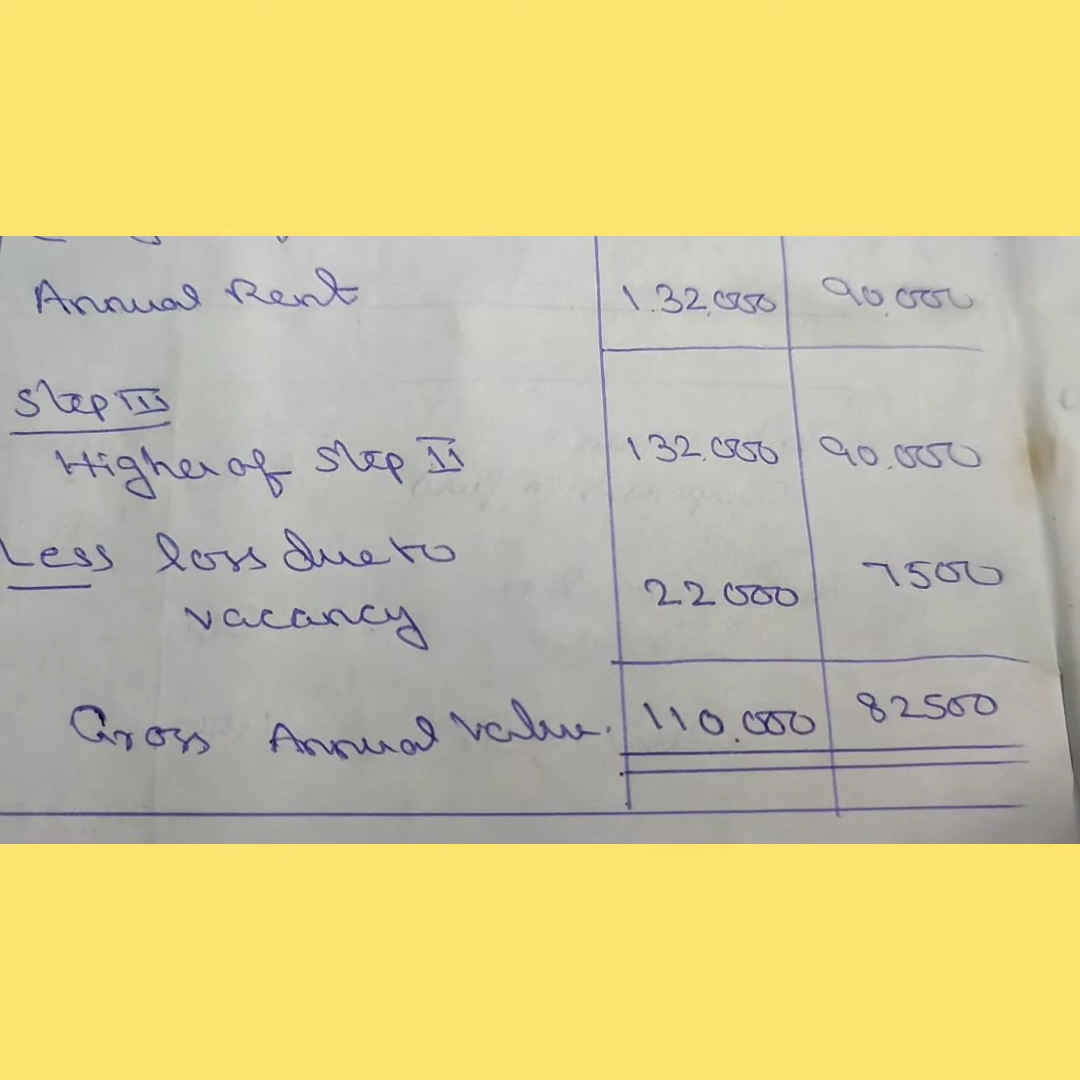 Annual Rent 1.32.000 90.000
Step III
Higher of Step II 132.000 90.000
Less loss due to
vacancy 22000 7500
Gross Annual Value. 110.000 82500